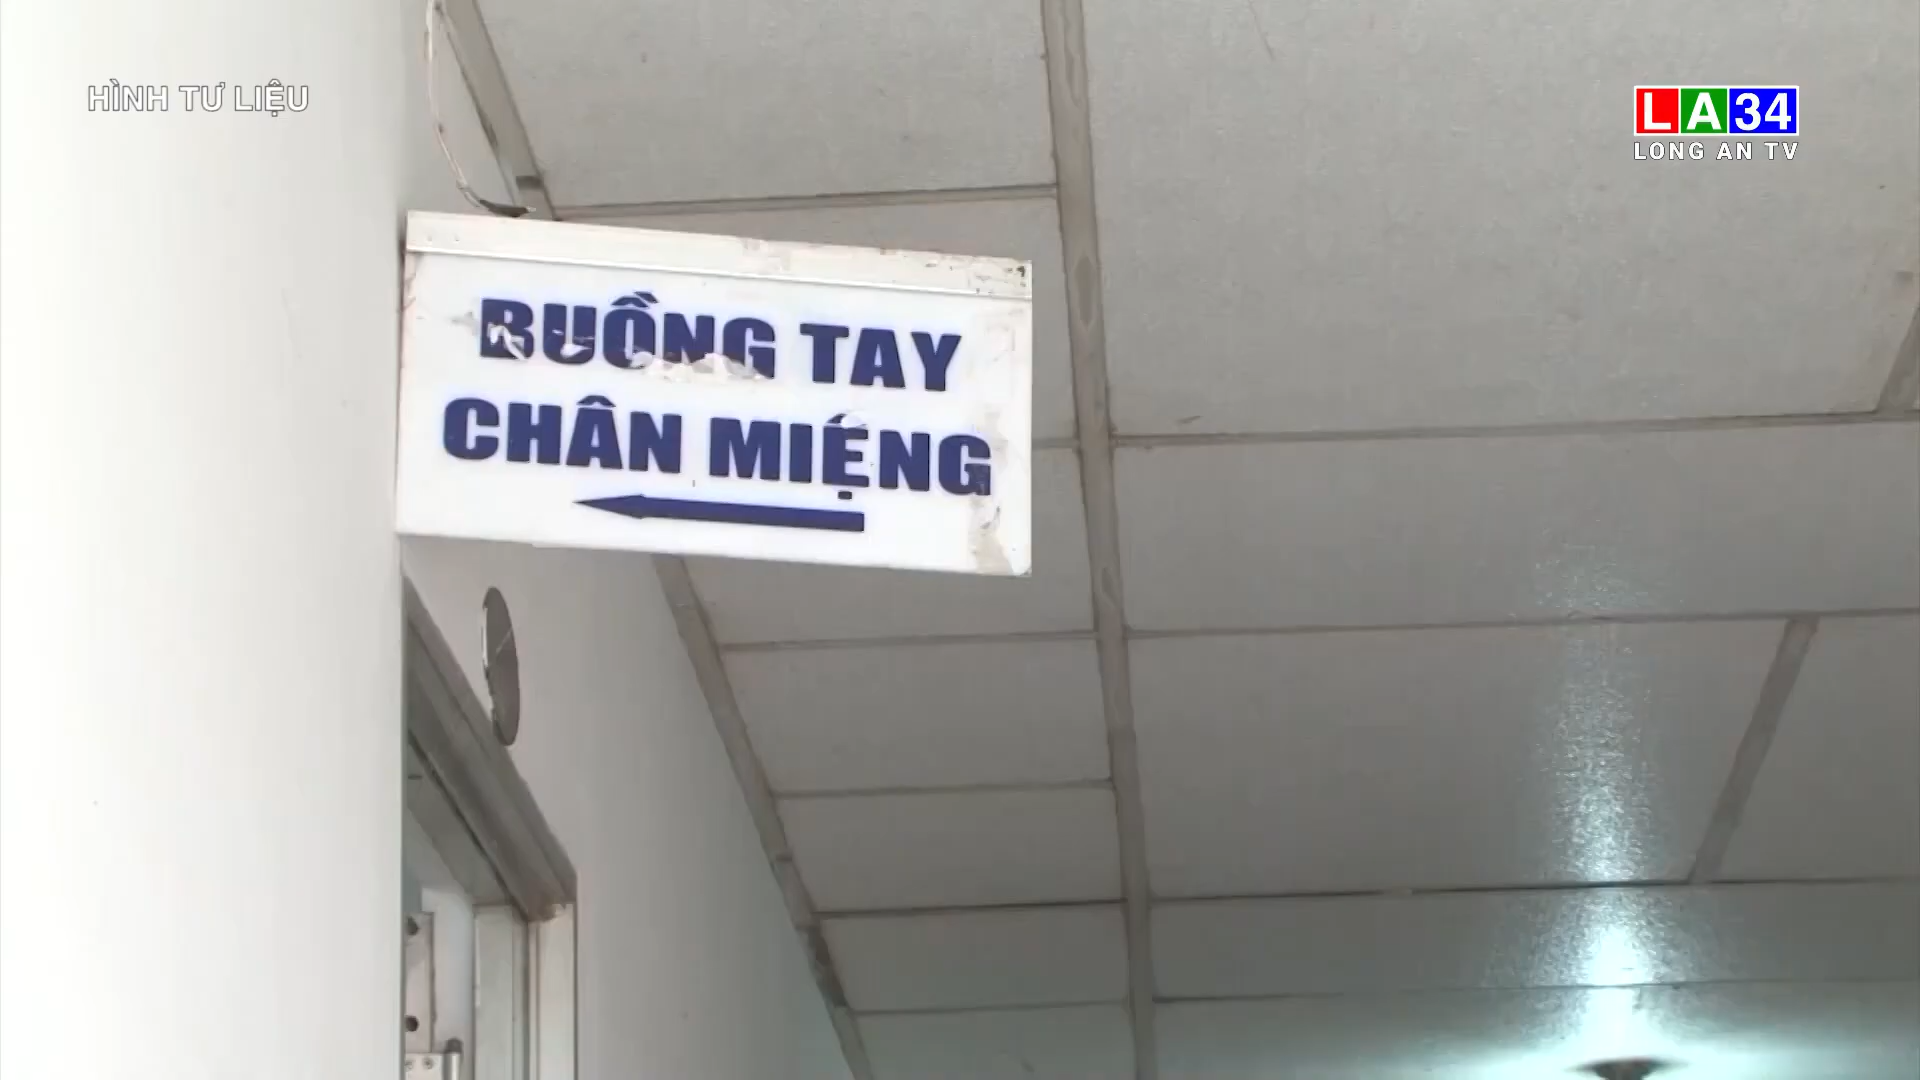 HÌNH TƯ LIỆU
LA34
LONG AN TV
BUỒNG TAY
CHÂN MIỆNG